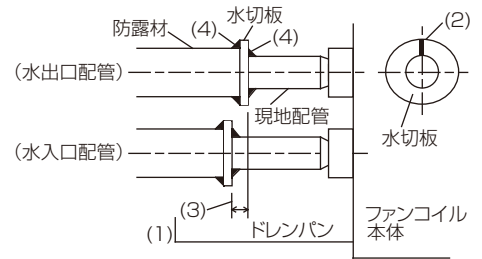 水切板
(2)
防露材
(4)
(4)
(水出口配管)
現地配管
水切板
(水入口配管)
(3)
(1)
ドレンパン
ファンコイル
本体